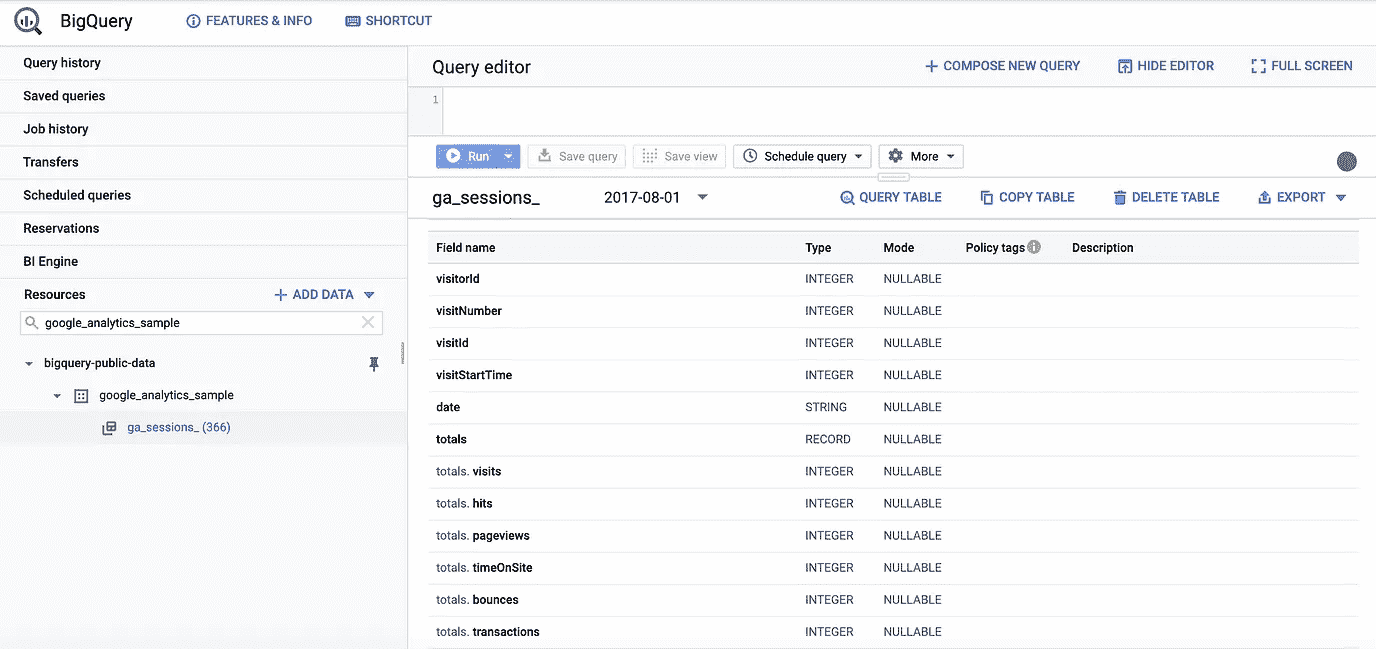 BigQuery
FEATURES & INFO
SHORTCUT
Query history
Saved queries
Job history
Transfers
Scheduled queries
Reservations
BI Engine
Resources
ADD DATA
google_analytics_sample
bigquery-public-data
google_analytics_sample
ga_sessions_ (366)
Query editor
COMPOSE NEW QUERY
HIDE EDITOR
FULL SCREEN
1
Run
Save query
Save view
Schedule query
More
ga_sessions_
2017-08-01
QUERY TABLE
COPY TABLE
DELETE TABLE
EXPORT
Field name Type Mode Policy tags Description
visitorId INTEGER NULLABLE
visitNumber INTEGER NULLABLE
visitId INTEGER NULLABLE
visitStartTime INTEGER NULLABLE
date STRING NULLABLE
totals RECORD NULLABLE
totals. visits INTEGER NULLABLE
totals. hits INTEGER NULLABLE
totals. pageviews INTEGER NULLABLE
totals. timeOnSite INTEGER NULLABLE
totals. bounces INTEGER NULLABLE
totals. transactions INTEGER NULLABLE